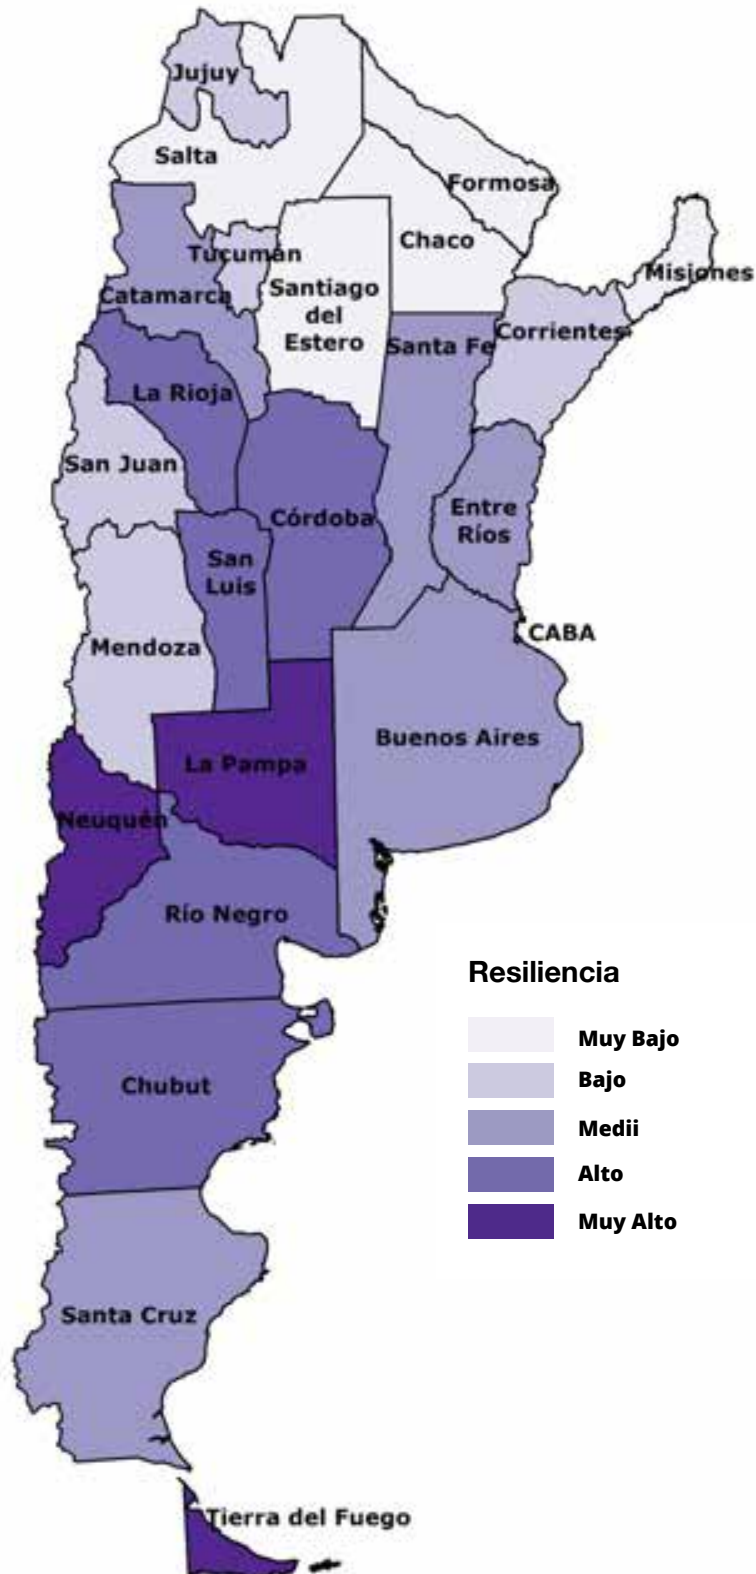 Jujuy
Salta
Formosa
Chaco
Tucumán
Misiones
Catamarca
Santiago
del
Estero
Corrientes
Santa Fe
La Rioja
San Juan
Córdoba
Entre
Ríos
San
Luis
CABA
Mendoza
Buenos Aires
La Pampa
Neuquén
Río Negro
Chubut
Santa Cruz
Tierra del Fuego
Resiliencia
Muy Bajo
Bajo
Medii
Alto
Muy Alto